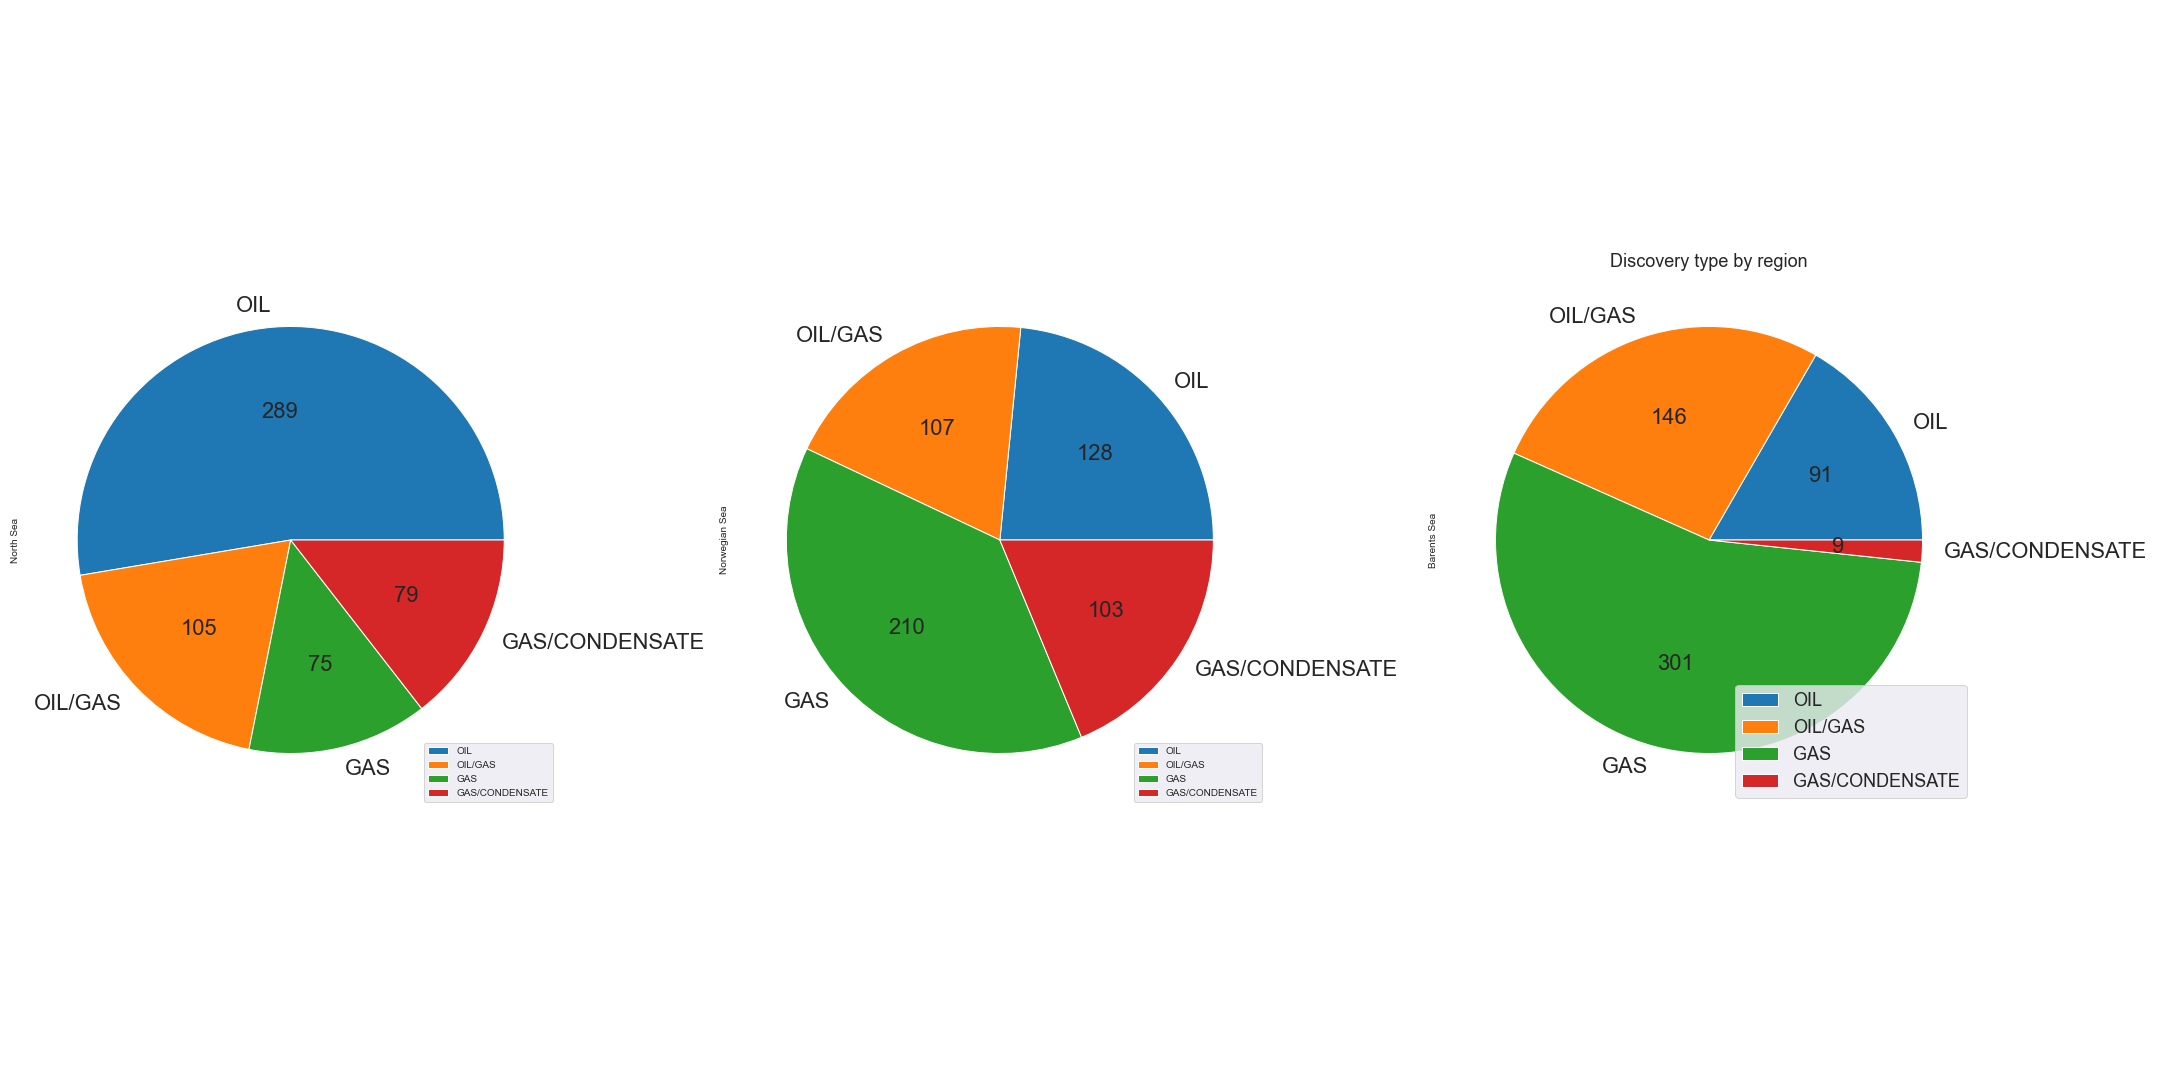 North Sea
OIL
289
OIL/GAS
105
GAS
75
GAS/CONDENSATE
79
OIL
OIL/GAS
GAS
GAS/CONDENSATE
Norwegian Sea
OIL
128
OIL/GAS
107
GAS
210
GAS/CONDENSATE
103
OIL
OIL/GAS
GAS
GAS/CONDENSATE
Discovery type by region
Barents Sea
OIL
91
OIL/GAS
146
GAS
301
GAS/CONDENSATE
9
OIL
OIL/GAS
GAS
GAS/CONDENSATE